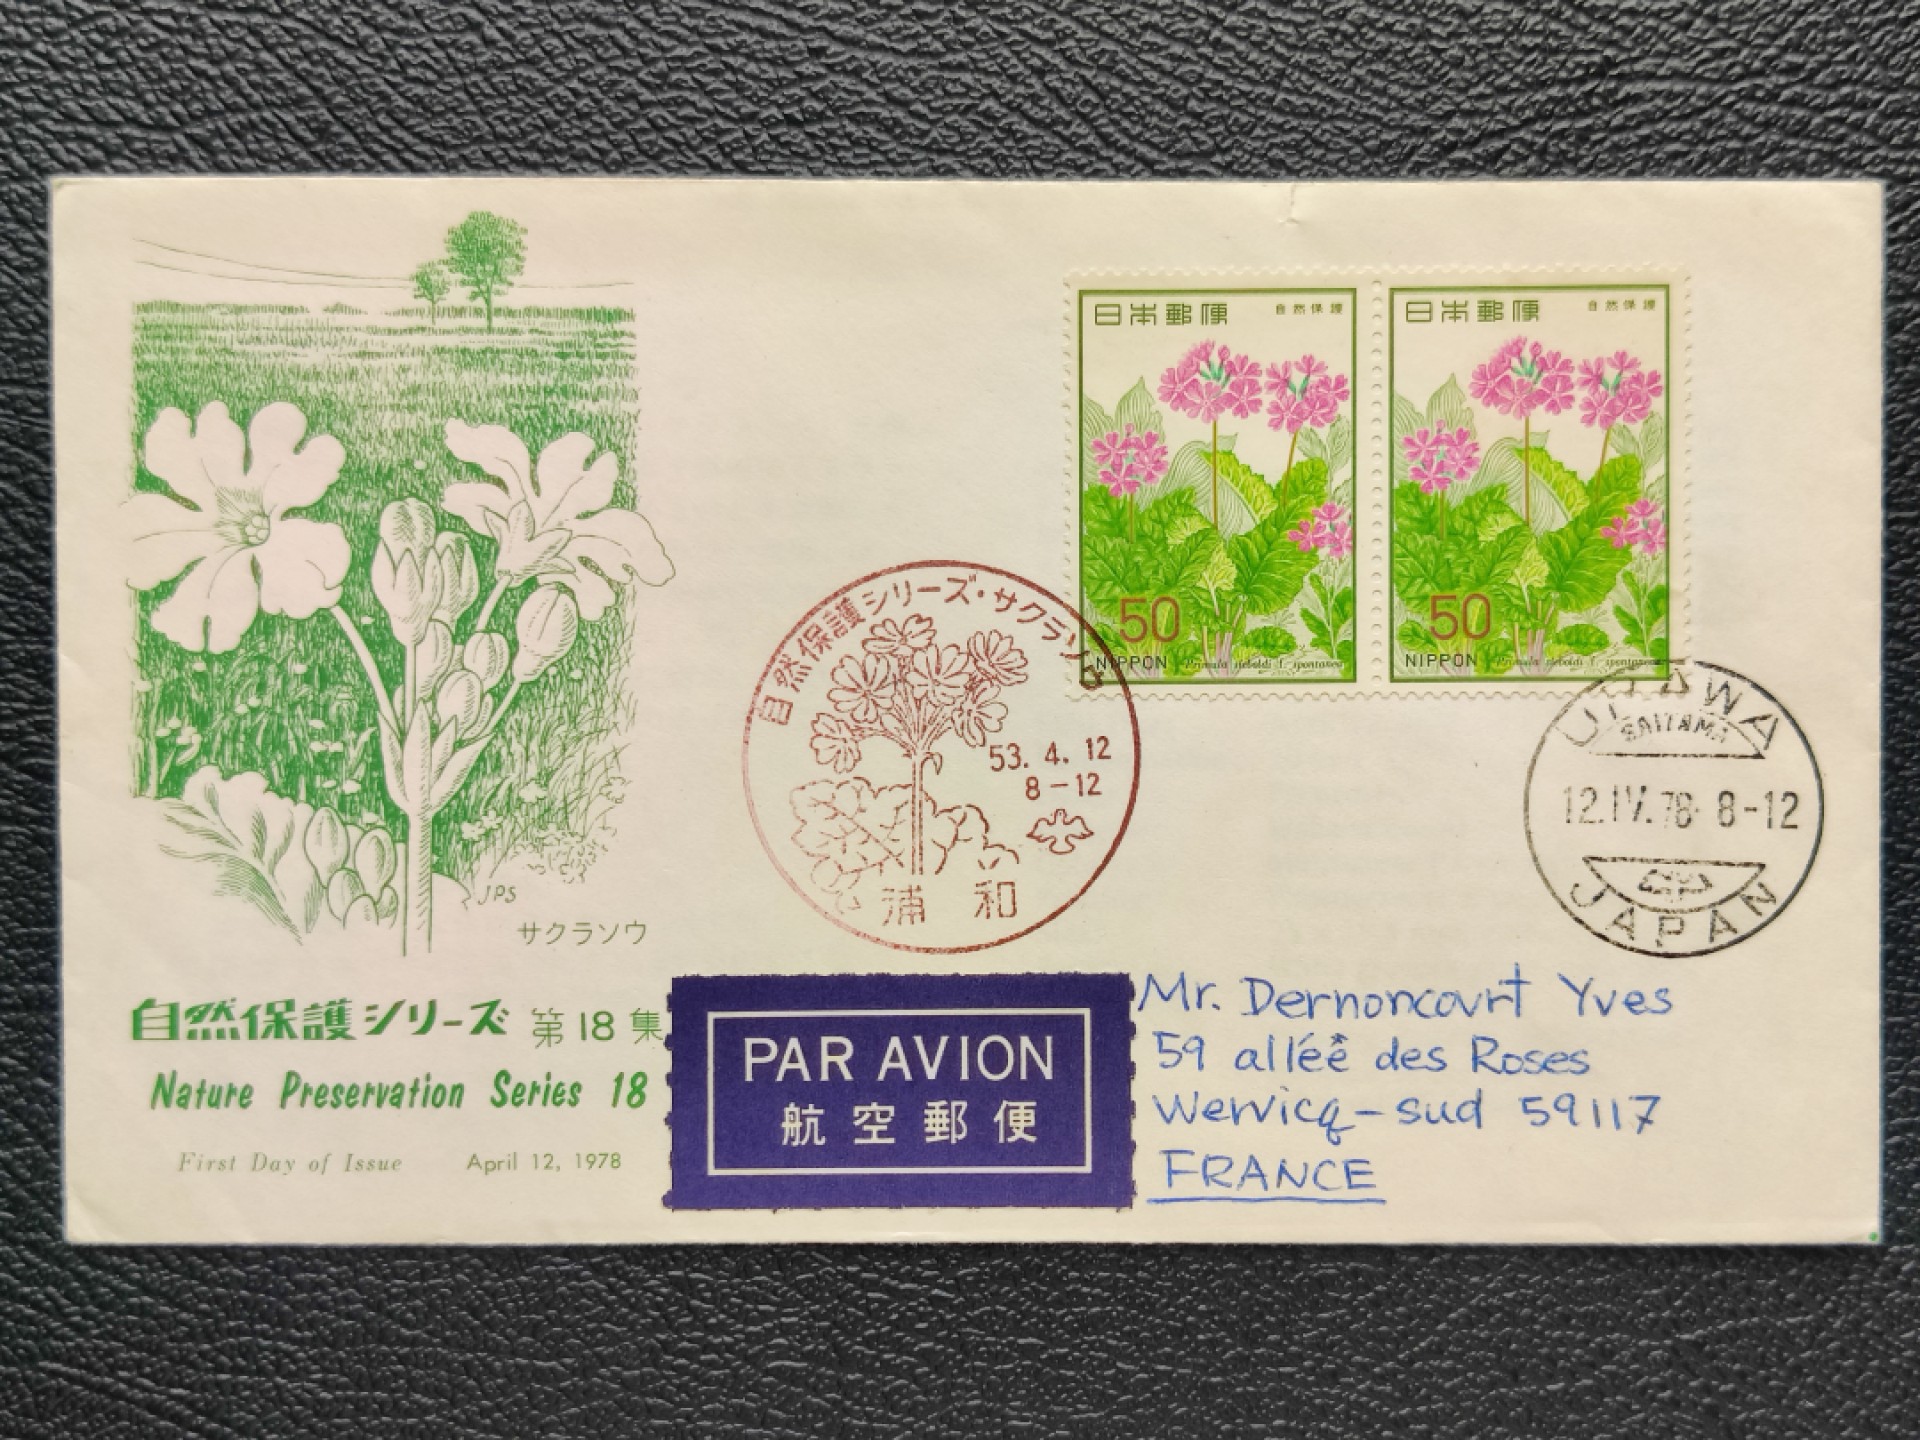 JPS
サクラソウ
自然保護シリーズ 第18集
Nature Preservation Series 18
First Day of Issue April 12, 1978
日本郵便 自然保護
50
NIPPON Primula sieboldi f. spontanea
日本郵便 自然保護
50
NIPPON Primula sieboldi f. spontanea
自然保護シリーズ・サクラソウ
53. 4. 12
8-12
浦和
URAWA
SAITAMA
12.IV.78 8-12
JAPAN
PAR AVION
航空郵便
Mr. Dernoncourt Yves
59 allée des Roses
Wervicq-sud 59117
FRANCE